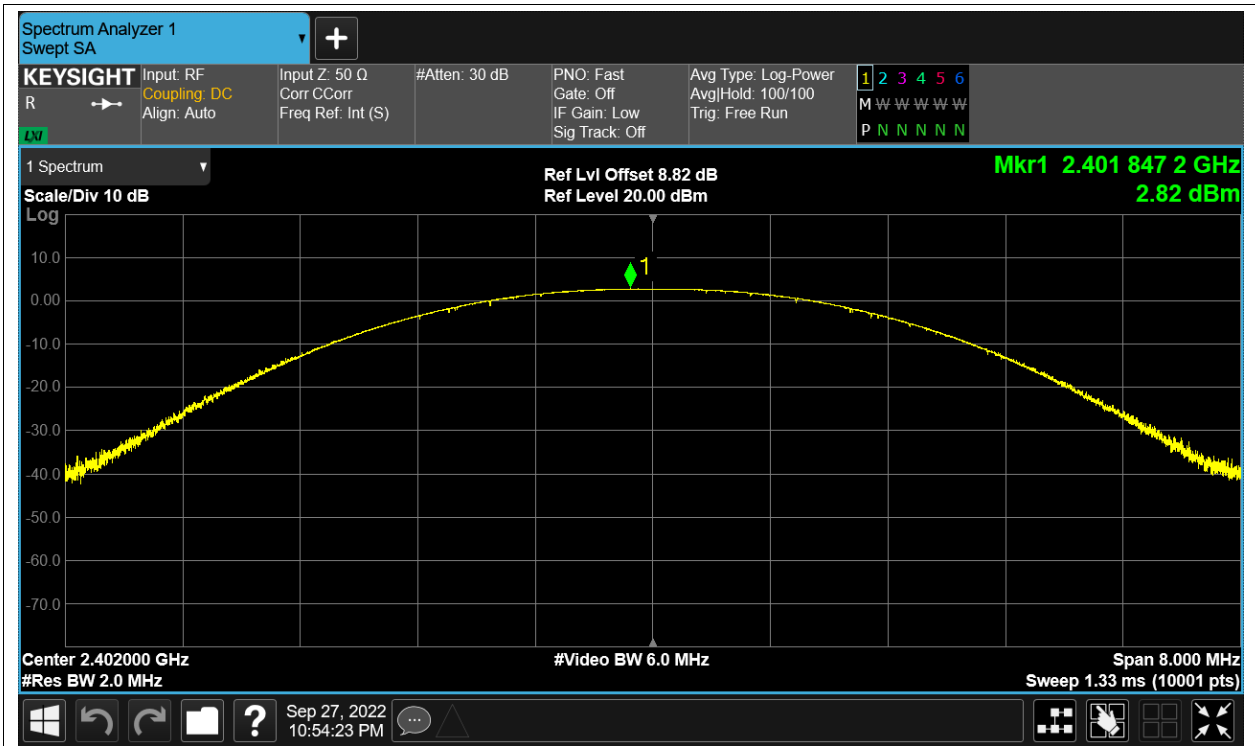 Spectrum Analyzer 1
Swept SA
KEYSIGHT
R
LXI
Input: RF
Coupling: DC
Align: Auto
Input Z: 50 Ω
Corr CCorr
Freq Ref: Int (S)
#Atten: 30 dB
PNO: Fast
Gate: Off
IF Gain: Low
Sig Track: Off
Avg Type: Log-Power
Avg|Hold: 100/100
Trig: Free Run
1 2 3 4 5 6
M W W W W W W
P N N N N N N
1 Spectrum
Scale/Div 10 dB
Log
Ref Lvl Offset 8.82 dB
Ref Level 20.00 dBm
Mkr1 2.401 847 2 GHz
2.82 dBm
1
10.0
0.00
-10.0
-20.0
-30.0
-40.0
-50.0
-60.0
-70.0
Center 2.402000 GHz
#Video BW 6.0 MHz
Span 8.000 MHz
#Res BW 2.0 MHz
Sweep 1.33 ms (10001 pts)
?
Sep 27, 2022
10:54:23 PM